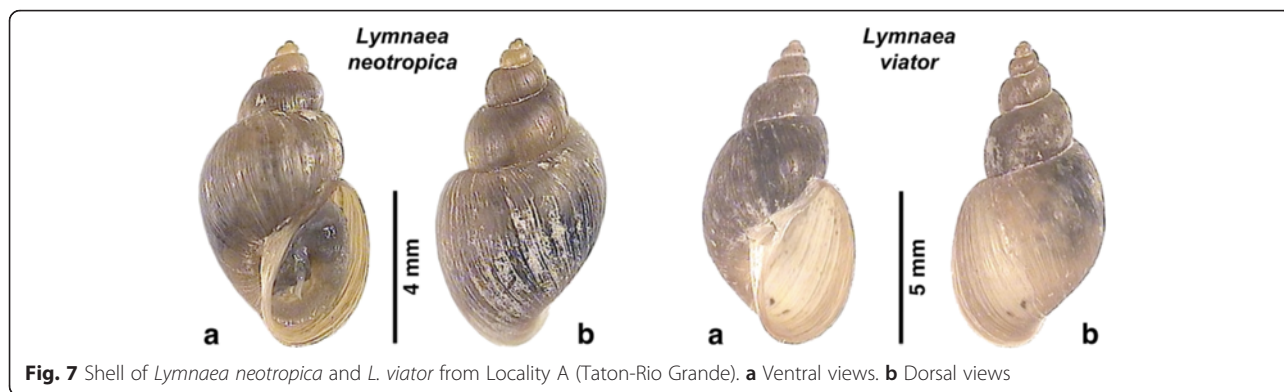 Lymnaea
neotropica
4 mm
a
b
Lymnaea
viator
5 mm
a
b
Fig. 7 Shell of Lymnaea neotropica and L. viator from Locality A (Taton-Rio Grande). a Ventral views. b Dorsal views